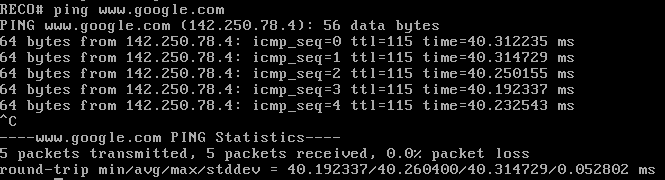 RECO# ping www.google.com
PING www.google.com (142.250.78.4): 56 data bytes
64 bytes from 142.250.78.4: icmp_seq=0 ttl=115 time=40.312235 ms
64 bytes from 142.250.78.4: icmp_seq=1 ttl=115 time=40.314729 ms
64 bytes from 142.250.78.4: icmp_seq=2 ttl=115 time=40.250155 ms
64 bytes from 142.250.78.4: icmp_seq=3 ttl=115 time=40.192337 ms
64 bytes from 142.250.78.4: icmp_seq=4 ttl=115 time=40.232543 ms
^C
----www.google.com PING Statistics----
5 packets transmitted, 5 packets received, 0.0% packet loss
round-trip min/avg/max/stddev = 40.192337/40.260400/40.314729/0.052802 ms